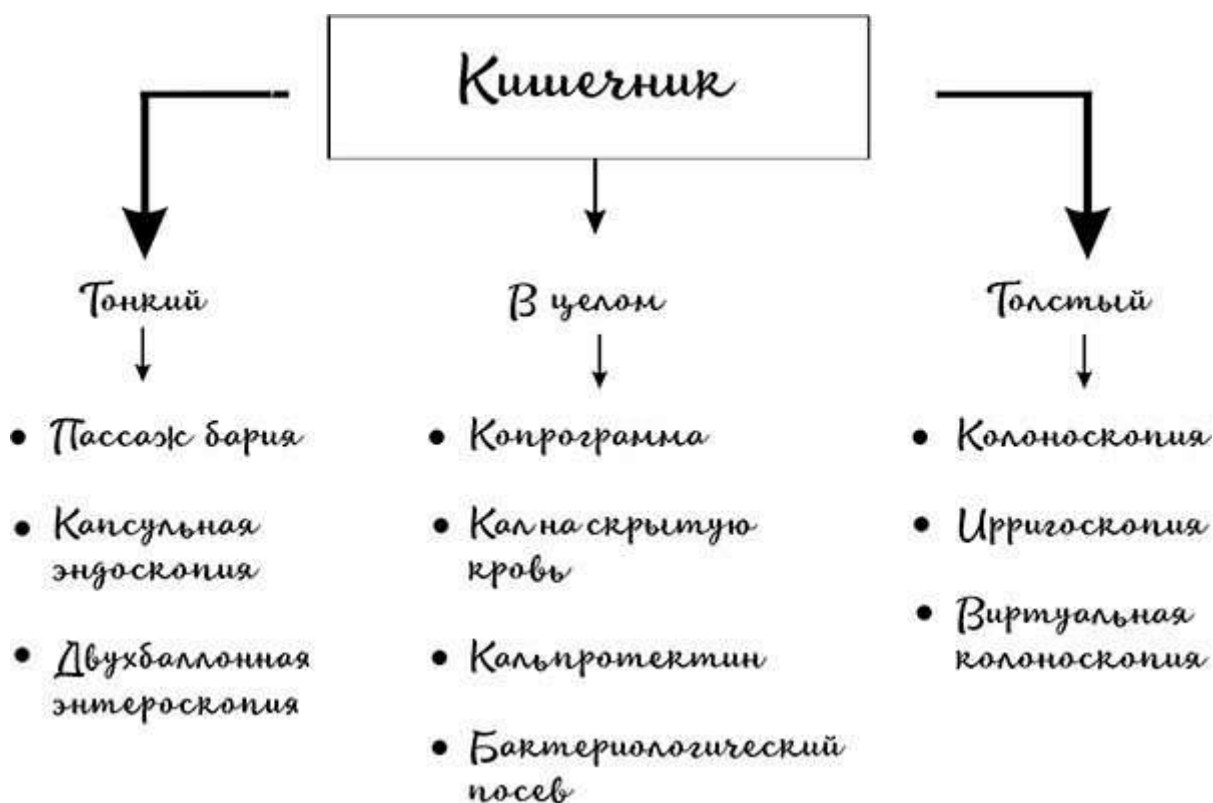 Кишечник
Тонкий
Пассаж бария
Капсульная
эндоскопия
Двухбаллонная
энтероскопия
В целом
Копрограмма
Кал на скрытую
кровь
Кальпротектин
Бактериологический
посев
Толстый
Колоноскопия
Ирригоскопия
Виртуальная
колоноскопия